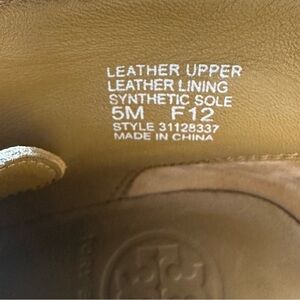 LEATHER UPPER
LEATHER LINING
SYNTHETIC SOLE
5M F12
STYLE 31128337
MADE IN CHINA